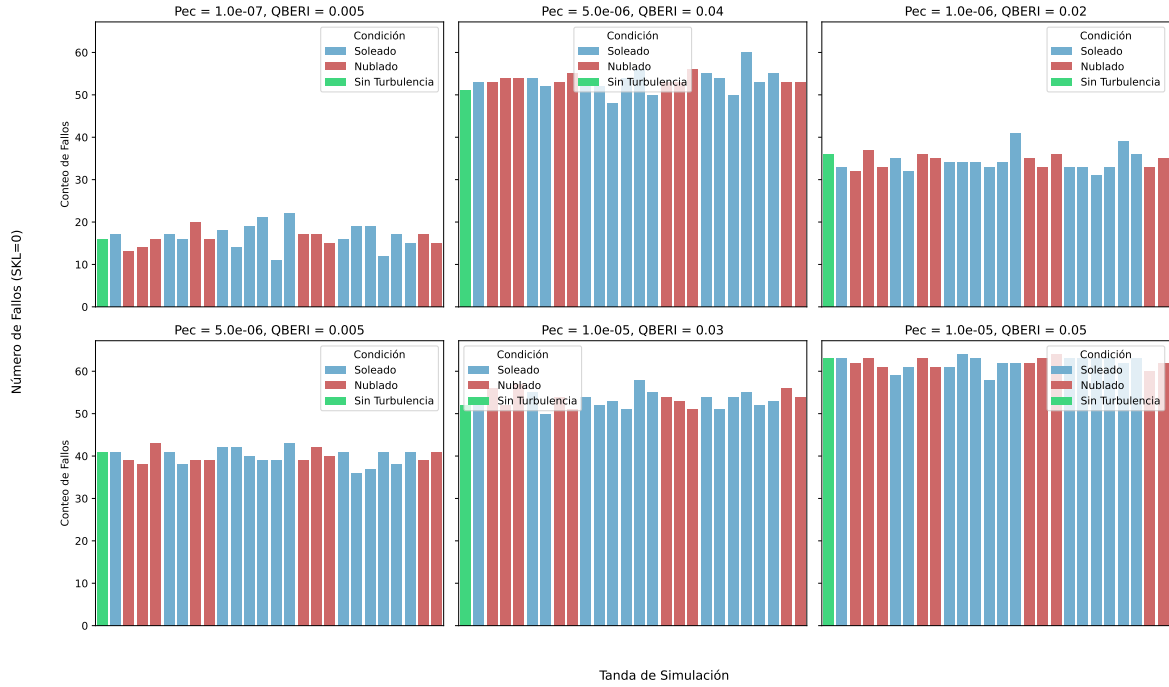 Pec = 1.0e-07, QBERI = 0.005
Pec = 5.0e-06, QBERI = 0.04
Pec = 1.0e-06, QBERI = 0.02
Condición
Soleado
Nublado
Sin Turbulencia
Condición
Soleado
Nublado
Sin Turbulencia
Condición
Soleado
Nublado
Sin Turbulencia
Conteo de Fallos
60
50
40
30
20
10
0
Número de Fallos (SKL=0)
Pec = 5.0e-06, QBERI = 0.005
Pec = 1.0e-05, QBERI = 0.03
Pec = 1.0e-05, QBERI = 0.05
Condición
Soleado
Nublado
Sin Turbulencia
Condición
Soleado
Nublado
Sin Turbulencia
Condición
Soleado
Nublado
Sin Turbulencia
Conteo de Fallos
60
50
40
30
20
10
0
Tanda de Simulación